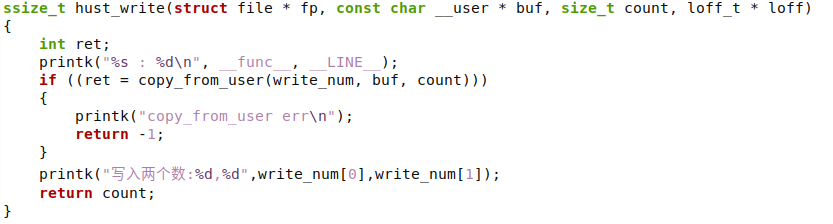 ssize_t hust_write(struct file * fp, const char __user * buf, size_t count, loff_t * loff)
{
    int ret;
    printk("%s : %d\n", __func__, __LINE__);
    if ((ret = copy_from_user(write_num, buf, count)))
    {
        printk("copy_from_user err\n");
        return -1;
    }
    printk("写入两个数:%d,%d",write_num[0],write_num[1]);
    return count;
}